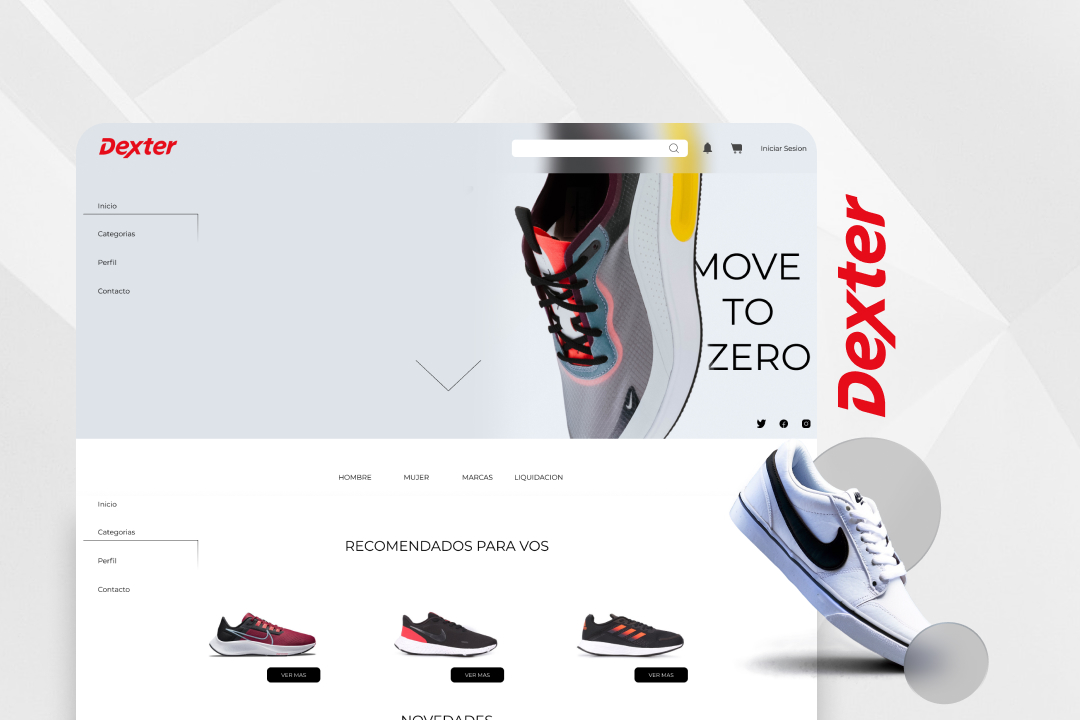 Dexter
Iniciar Sesion
Inicio
Categorias
Perfil
Contacto
MOVE
TO
ZERO
Dexter
HOMBRE
MUJER
MARCAS
LIQUIDACION
Inicio
Categorias
Perfil
Contacto
RECOMENDADOS PARA VOS
VER MAS
VER MAS
VER MAS
NOVEDADES